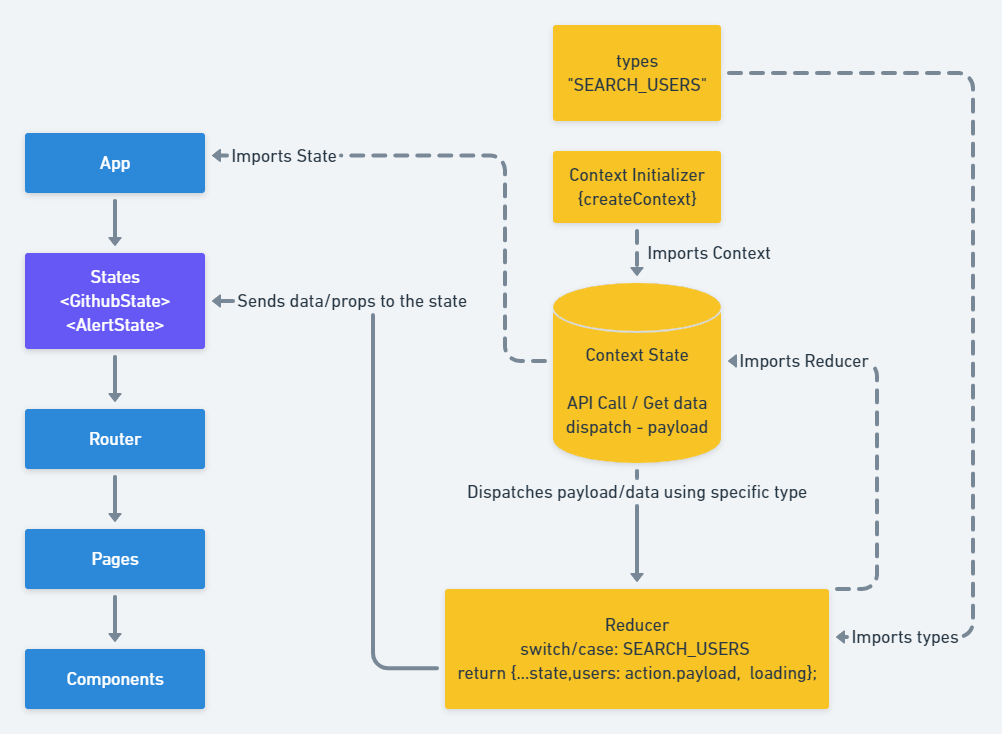 types
"SEARCH_USERS"
App
Imports State
Context Initializer
{createContext}
Imports Context
States
<GithubState>
<AlertState>
Sends data/props to the state
Context State
API Call / Get data
dispatch - payload
Imports Reducer
Router
Dispatches payload/data using specific type
Pages
Reducer
switch/case: SEARCH_USERS
return {...state,users: action.payload,  loading};
Imports types
Components